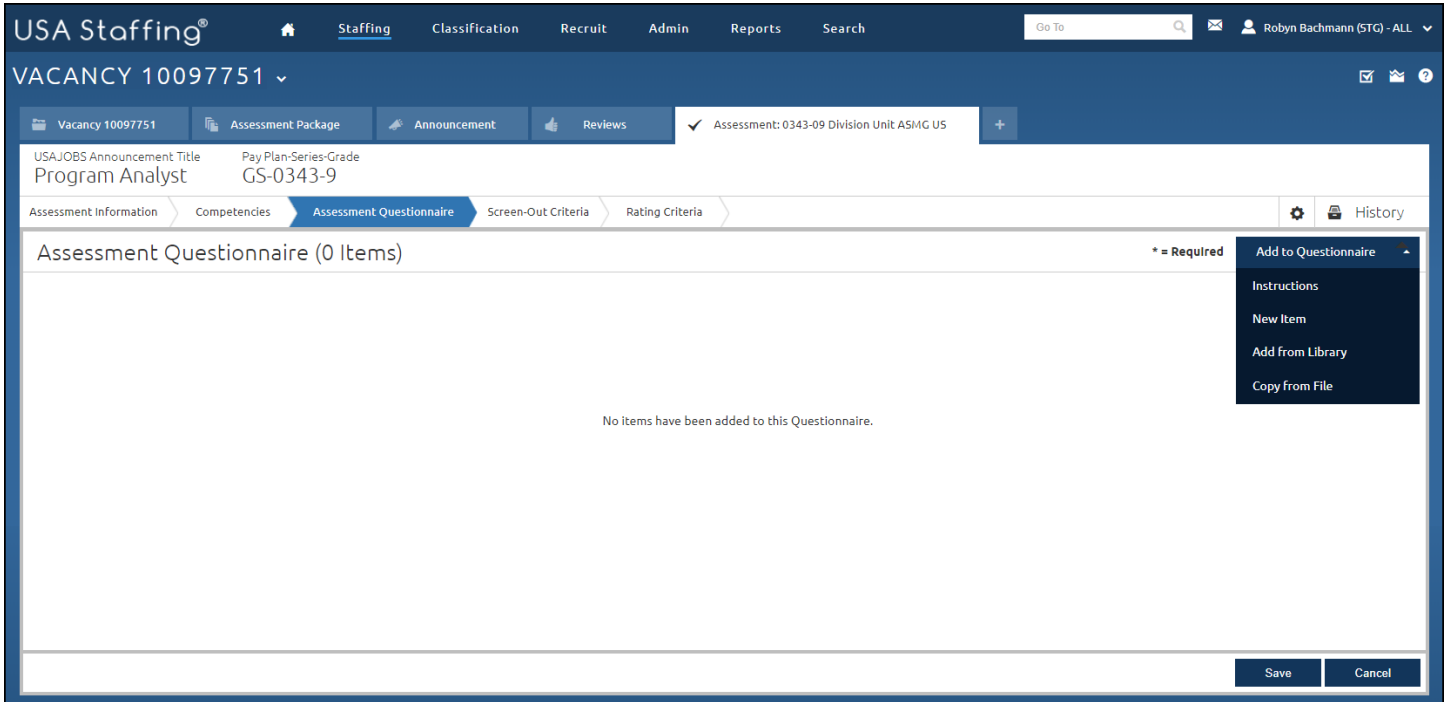 USA Staffing®
Staffing Classification Recruit Admin Reports Search
Go To
Robyn Bachmann (STG) - ALL
VACANCY 10097751
Vacancy 10097751 Assessment Package Announcement Reviews Assessment: 0343-09 Division Unit ASMG US +
USAJOBS Announcement Title Pay Plan-Series-Grade
Program Analyst GS-0343-9
Assessment Information Competencies Assessment Questionnaire Screen-Out Criteria Rating Criteria History
Assessment Questionnaire (0 Items) * = Required Add to Questionnaire
Instructions
New Item
Add from Library
Copy from File
No items have been added to this Questionnaire.
Save Cancel